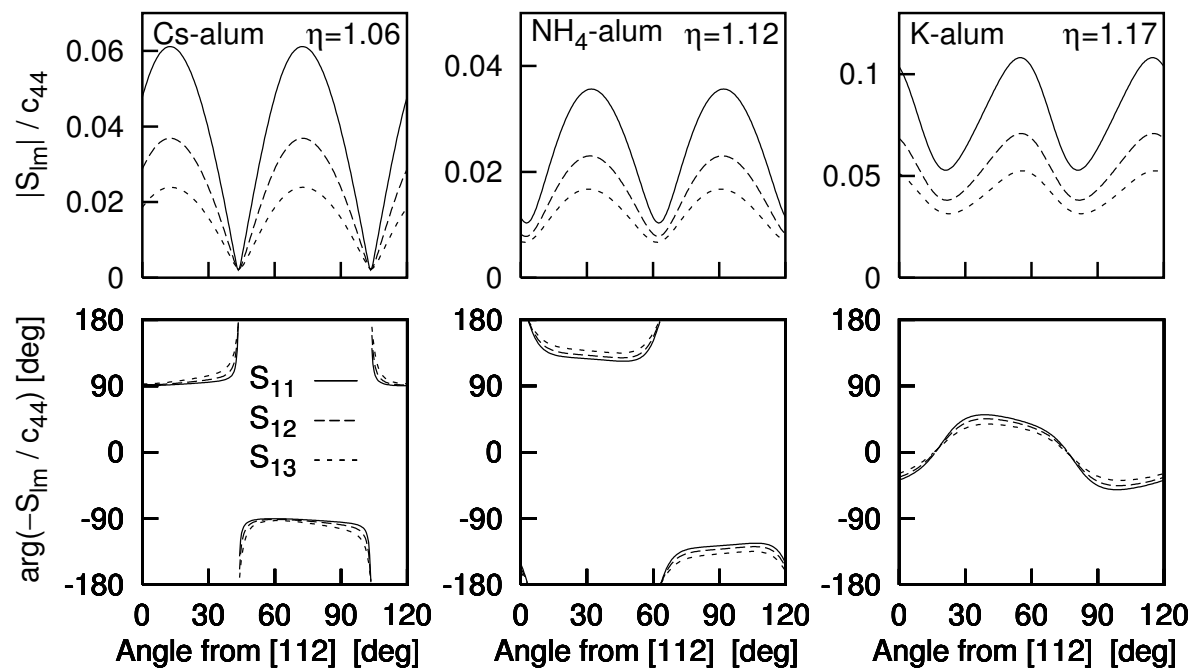 Cs-alum η=1.06
NH4-alum η=1.12
K-alum η=1.17
|Slm| / c44
0.06
0.04
0.02
0
0.04
0.02
0
0.1
0.05
0
arg(−Slm / c44) [deg]
180
90
0
-90
-180
S11
S12
S13
180
90
0
-90
-180
180
90
0
-90
-180
0 30 60 90 120
0 30 60 90 120
0 30 60 90 120
Angle from [112] [deg]
Angle from [112] [deg]
Angle from [112] [deg]